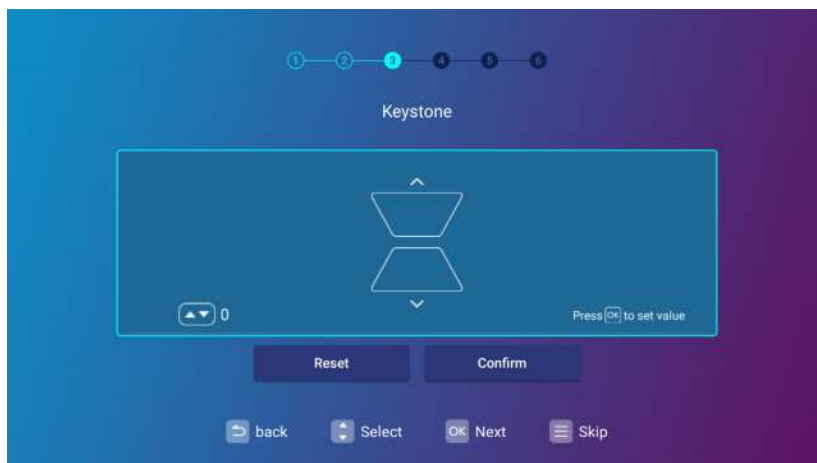 1 2 3 4 5 6
Keystone
0
Press OK to set value
Reset Confirm
back Select OK Next Skip